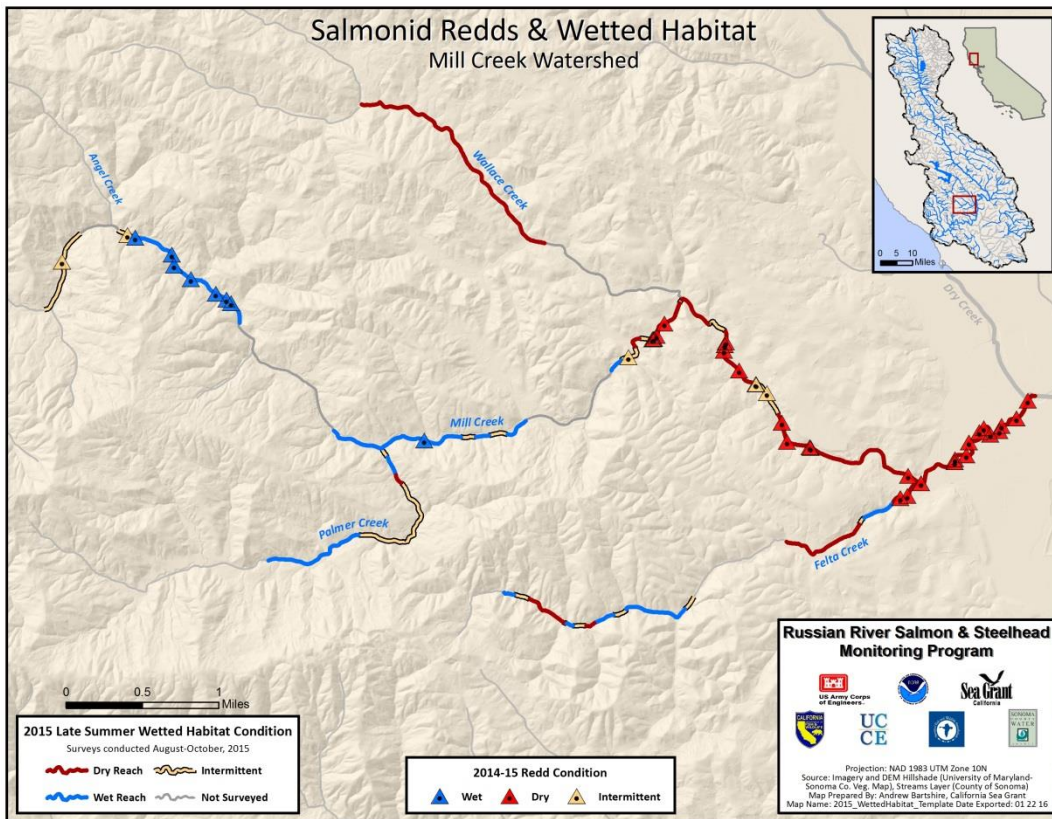 Salmonid Redds & Wetted Habitat
Mill Creek Watershed
Angel Creek
Wallace Creek
Dry Creek
0 5 10
Miles
Mill Creek
Palmer Creek
Felta Creek
0 0.5 1
Miles
2015 Late Summer Wetted Habitat Condition
Surveys conducted August-October, 2015
Dry Reach Intermittent
Wet Reach Not Surveyed
2014-15 Redd Condition
Wet Dry Intermittent
Russian River Salmon & Steelhead
Monitoring Program
US Army Corps
of Engineers
Sea Grant
California
CALIFORNIA
UC
CE
SONOMA
COUNTY
WATER
Projection: NAD 1983 UTM Zone 10N
Source: Imagery and DEM Hillshade (University of Maryland-
Sonoma Co. Veg. Map), Streams Layer (County of Sonoma)
Map Prepared By: Andrew Bartshire, California Sea Grant
Map Name: 2015_WettedHabitat_Template Date Exported: 01 22 16